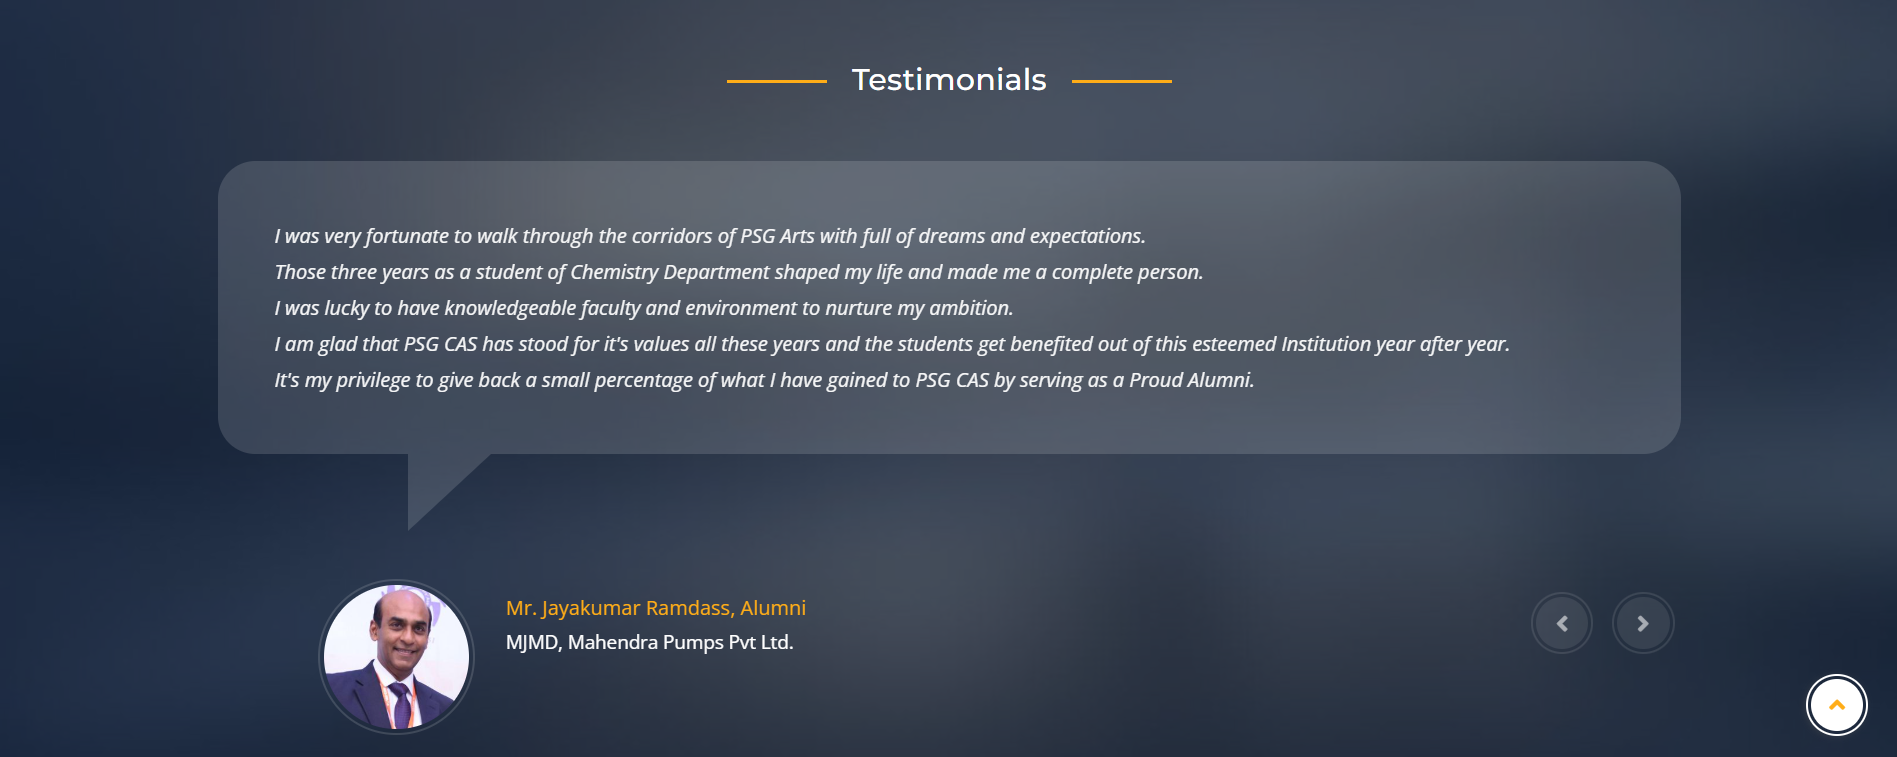 Testimonials
I was very fortunate to walk through the corridors of PSG Arts with full of dreams and expectations.
Those three years as a student of Chemistry Department shaped my life and made me a complete person.
I was lucky to have knowledgeable faculty and environment to nurture my ambition.
I am glad that PSG CAS has stood for it's values all these years and the students get benefited out of this esteemed Institution year after year.
It's my privilege to give back a small percentage of what I have gained to PSG CAS by serving as a Proud Alumni.
Mr. Jayakumar Ramdass, Alumni
MJMD, Mahendra Pumps Pvt Ltd.